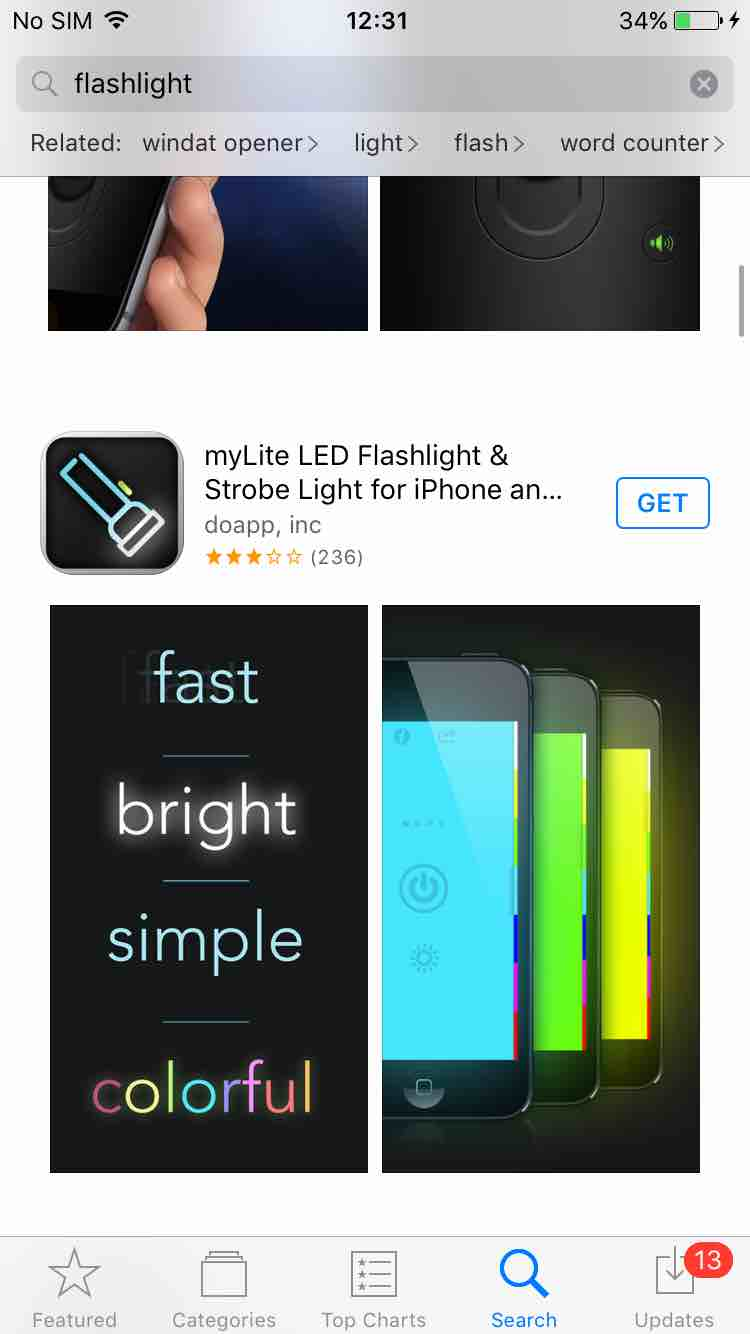 No SIM 12:31 34%
flashlight
Related: windat opener> light> flash> word counter>
myLite LED Flashlight &
Strobe Light for iPhone an...
GET
doapp, inc
★★★☆☆ (236)
fast
bright
simple
colorful
13
Featured Categories Top Charts Search Updates